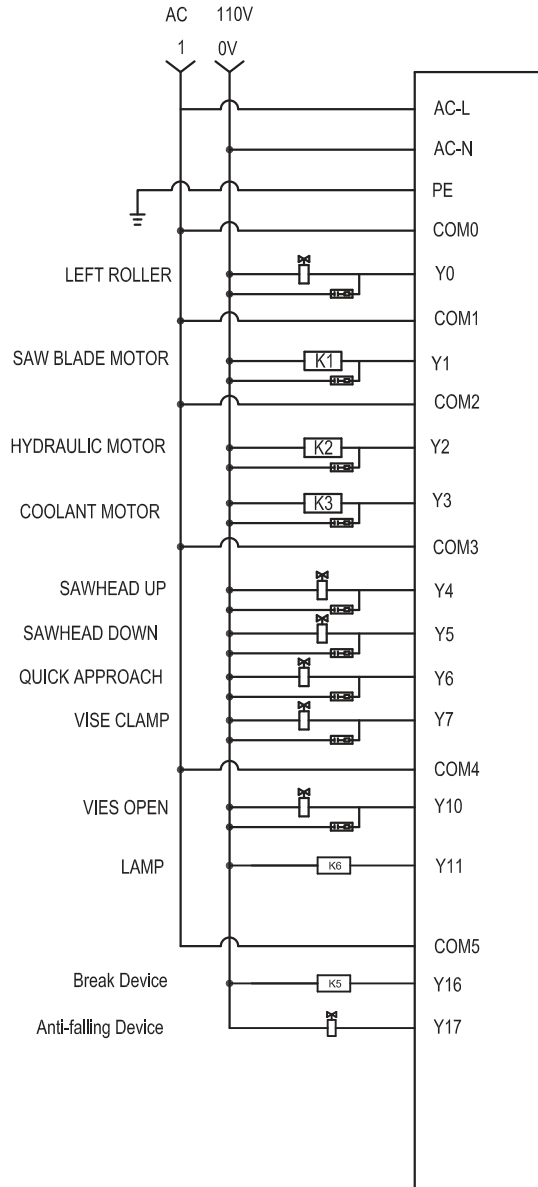 AC 110V
1 0V
AC-L
AC-N
PE
COM0
LEFT ROLLER Y0
COM1
SAW BLADE MOTOR K1 Y1
COM2
HYDRAULIC MOTOR K2 Y2
COOLANT MOTOR K3 Y3
COM3
SAWHEAD UP Y4
SAWHEAD DOWN Y5
QUICK APPROACH Y6
VISE CLAMP Y7
COM4
VIES OPEN Y10
LAMP K6 Y11
COM5
Break Device K5 Y16
Anti-falling Device Y17